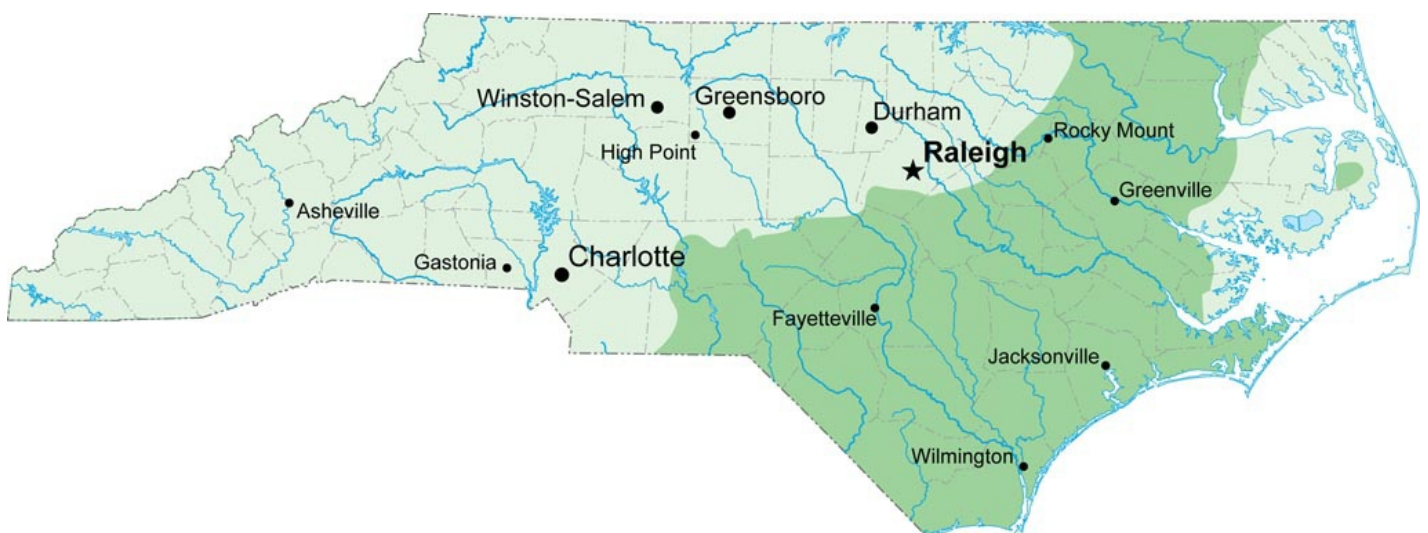 Winston-Salem
Greensboro
Durham
High Point
Raleigh
Rocky Mount
Greenville
Asheville
Gastonia
Charlotte
Fayetteville
Jacksonville
Wilmington